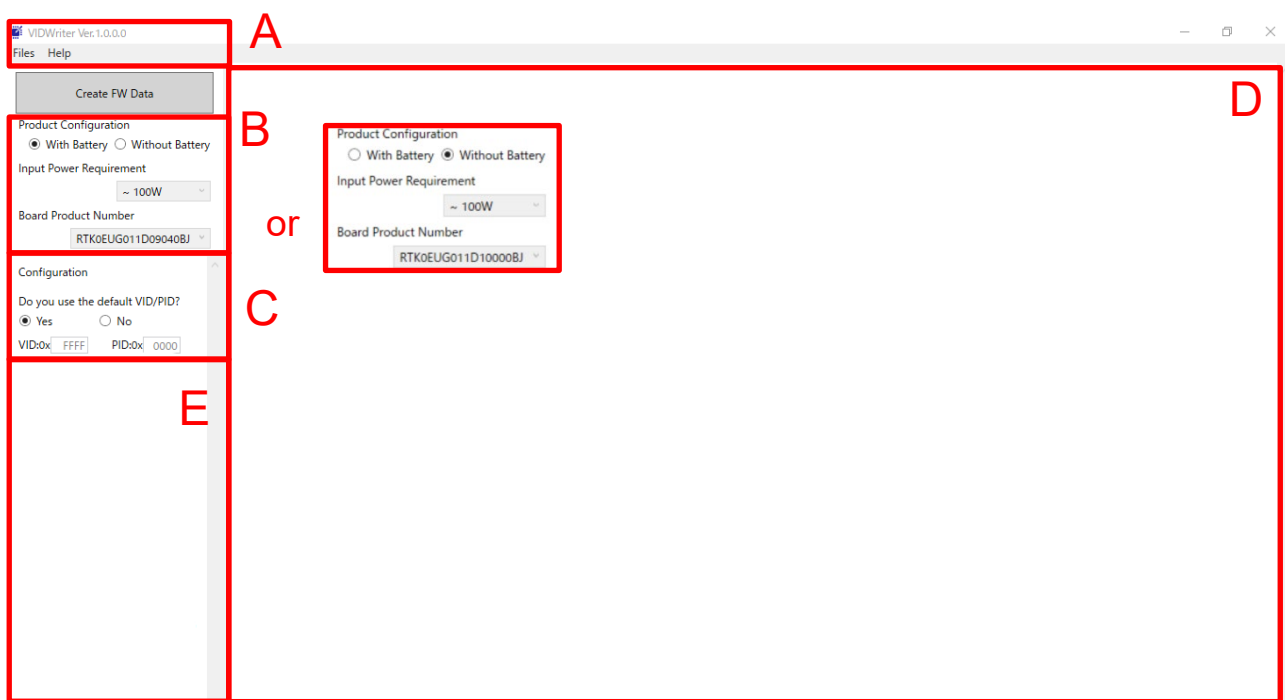 VIDWriter Ver.1.0.0.0
A
Files Help
Create FW Data
D
B
Product Configuration
With Battery Without Battery
Input Power Requirement
~ 100W
Board Product Number
RTK0EUG011D09040BJ
or
Product Configuration
With Battery Without Battery
Input Power Requirement
~ 100W
Board Product Number
RTK0EUG011D10000BJ
Configuration
C
Do you use the default VID/PID?
Yes No
VID:0x FFFF PID:0x 0000
E